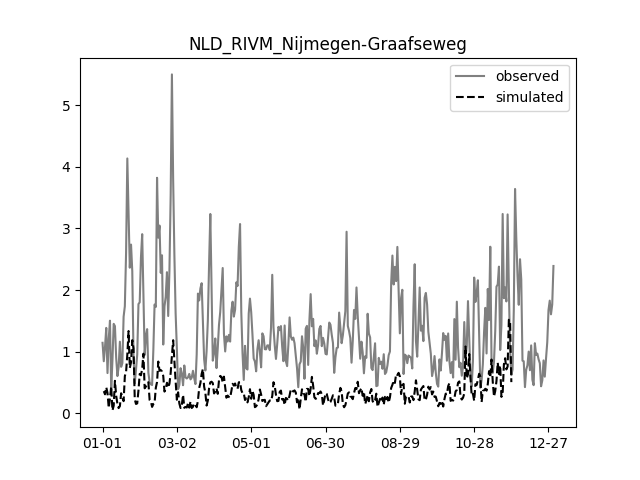 NLD_RIVM_Nijmegen-Graafseweg
observed
simulated
5
4
3
2
1
0
01-01 03-02 05-01 06-30 08-29 10-28 12-27